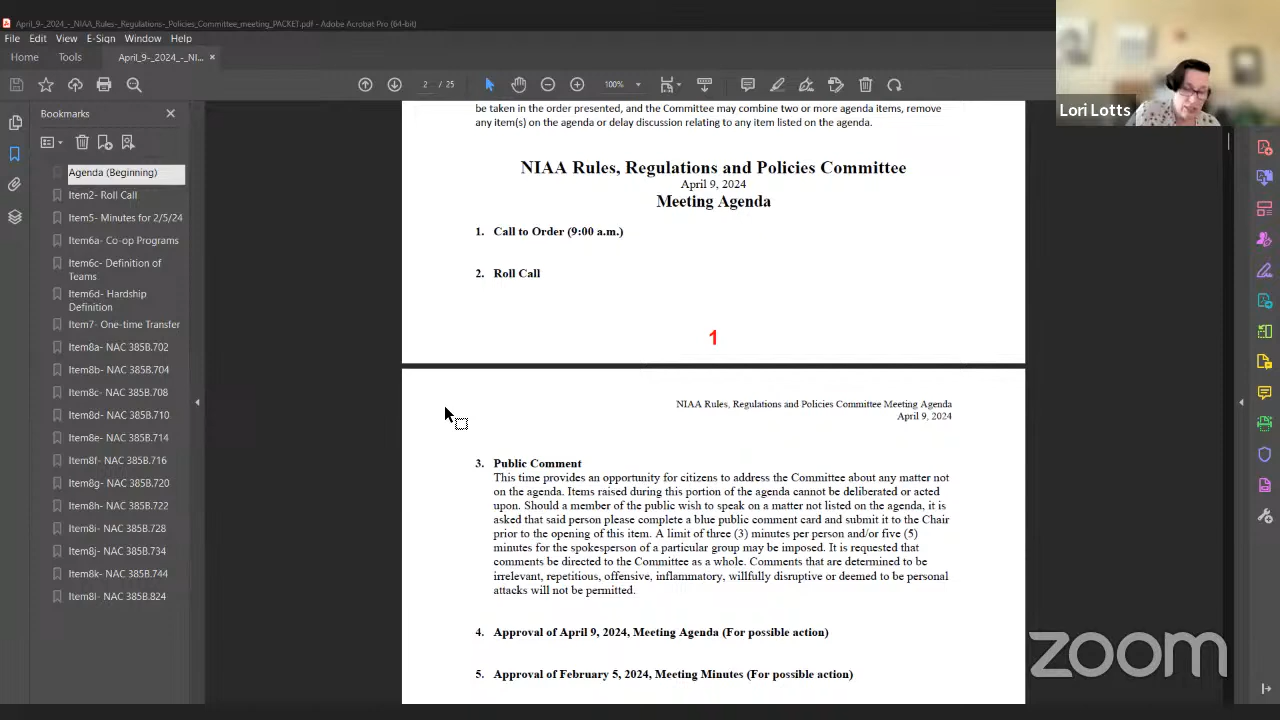 April_9-_2024_-_NIAA_Rules-_Regulations-_Policies_Committee_meeting_PACKET.pdf - Adobe Acrobat Pro (64-bit)
File Edit View E-Sign Window Help
Home Tools April_9-_2024_-_NI... ×
2 / 25 100%
Lori Lotts
Bookmarks
Agenda (Beginning)
Item2- Roll Call
Item5- Minutes for 2/5/24
Item6a- Co-op Programs
Item6c- Definition of
Teams
Item6d- Hardship
Definition
Item7- One-time Transfer
Item8a- NAC 385B.702
Item8b- NAC 385B.704
Item8c- NAC 385B.708
Item8d- NAC 385B.710
Item8e- NAC 385B.714
Item8f- NAC 385B.716
Item8g- NAC 385B.720
Item8h- NAC 385B.722
Item8i- NAC 385B.728
Item8j- NAC 385B.734
Item8k- NAC 385B.744
Item8l- NAC 385B.824
be taken in the order presented, and the Committee may combine two or more agenda items, remove
any item(s) on the agenda or delay discussion relating to any item listed on the agenda.
NIAA Rules, Regulations and Policies Committee
April 9, 2024
Meeting Agenda
1. Call to Order (9:00 a.m.)
2. Roll Call
1
NIAA Rules, Regulations and Policies Committee Meeting Agenda
April 9, 2024
3. Public Comment
This time provides an opportunity for citizens to address the Committee about any matter not
on the agenda. Items raised during this portion of the agenda cannot be deliberated or acted
upon. Should a member of the public wish to speak on a matter not listed on the agenda, it is
asked that said person please complete a blue public comment card and submit it to the Chair
prior to the opening of this item. A limit of three (3) minutes per person and/or five (5)
minutes for the spokesperson of a particular group may be imposed. It is requested that
comments be directed to the Committee as a whole. Comments that are determined to be
irrelevant, repetitious, offensive, inflammatory, willfully disruptive or deemed to be personal
attacks will not be permitted.
4. Approval of April 9, 2024, Meeting Agenda (For possible action)
5. Approval of February 5, 2024, Meeting Minutes (For possible action)
zoom